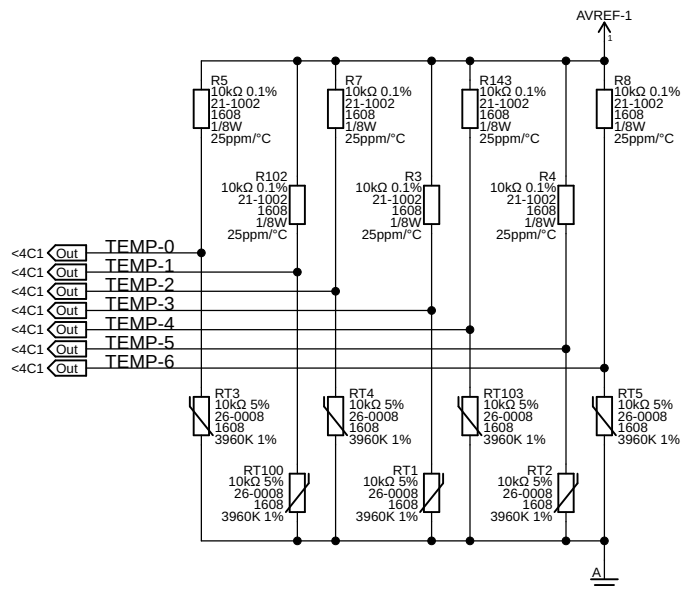 AVREF-1
1
R5
10kΩ 0.1%
21-1002
1608
1/8W
25ppm/°C
R7
10kΩ 0.1%
21-1002
1608
1/8W
25ppm/°C
R143
10kΩ 0.1%
21-1002
1608
1/8W
25ppm/°C
R8
10kΩ 0.1%
21-1002
1608
1/8W
25ppm/°C
R102
10kΩ 0.1%
21-1002
1608
1/8W
25ppm/°C
R3
10kΩ 0.1%
21-1002
1608
1/8W
25ppm/°C
R4
10kΩ 0.1%
21-1002
1608
1/8W
25ppm/°C
<4C1 Out TEMP-0
<4C1 Out TEMP-1
<4C1 Out TEMP-2
<4C1 Out TEMP-3
<4C1 Out TEMP-4
<4C1 Out TEMP-5
<4C1 Out TEMP-6
RT3
10kΩ 5%
26-0008
1608
3960K 1%
RT4
10kΩ 5%
26-0008
1608
3960K 1%
RT103
10kΩ 5%
26-0008
1608
3960K 1%
RT5
10kΩ 5%
26-0008
1608
3960K 1%
RT100
10kΩ 5%
26-0008
1608
3960K 1%
RT1
10kΩ 5%
26-0008
1608
3960K 1%
RT2
10kΩ 5%
26-0008
1608
3960K 1%
A